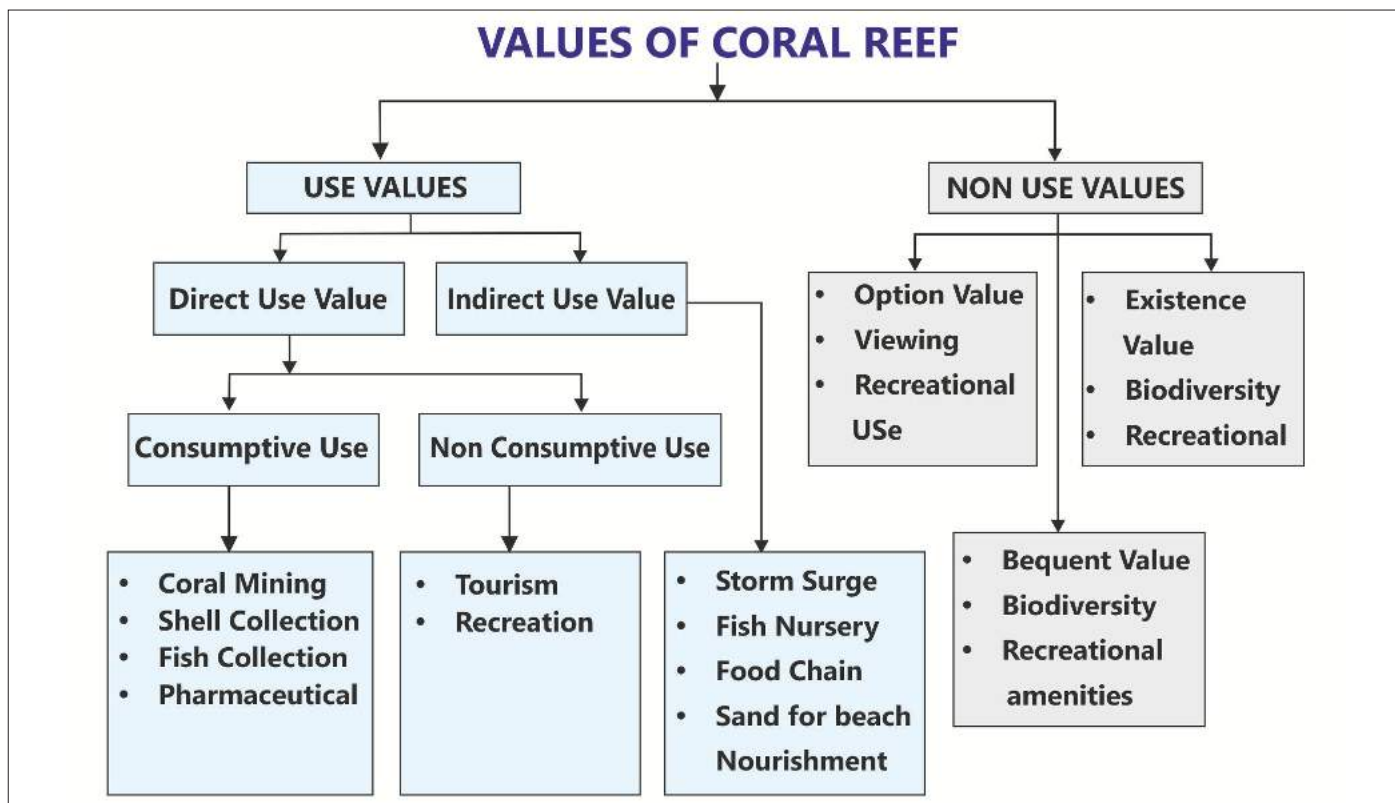 VALUES OF CORAL REEF
USE VALUES
NON USE VALUES
Direct Use Value
Indirect Use Value
• Option Value
• Viewing
• Recreational
USe
• Existence
Value
• Biodiversity
• Recreational
Consumptive Use
Non Consumptive Use
• Coral Mining
• Shell Collection
• Fish Collection
• Pharmaceutical
• Tourism
• Recreation
• Storm Surge
• Fish Nursery
• Food Chain
• Sand for beach
Nourishment
• Bequent Value
• Biodiversity
• Recreational
amenities